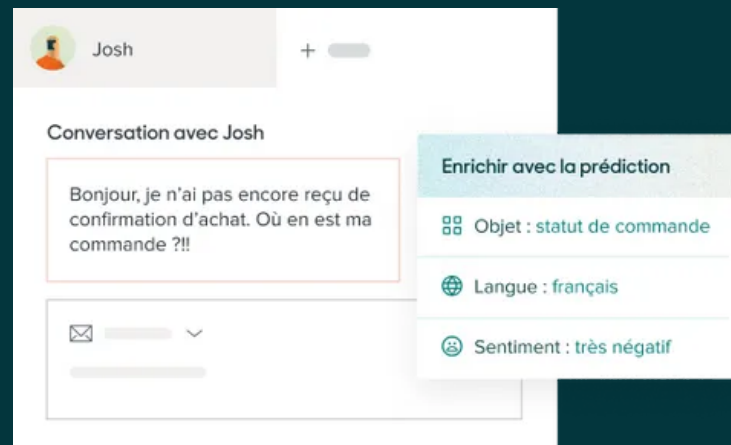 Josh
Conversation avec Josh
Bonjour, je n'ai pas encore reçu de
confirmation d'achat. Où en est ma
commande ?!!
Enrichir avec la prédiction
Objet : statut de commande
Langue : français
Sentiment : très négatif